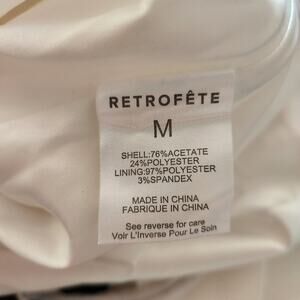 RETROFÊTE
M
SHELL:76%ACETATE
24%POLYESTER
LINING:97%POLYESTER
3%SPANDEX
MADE IN CHINA
FABRIQUE IN CHINA
See reverse for care
Voir L'Inverse Pour Le Soin